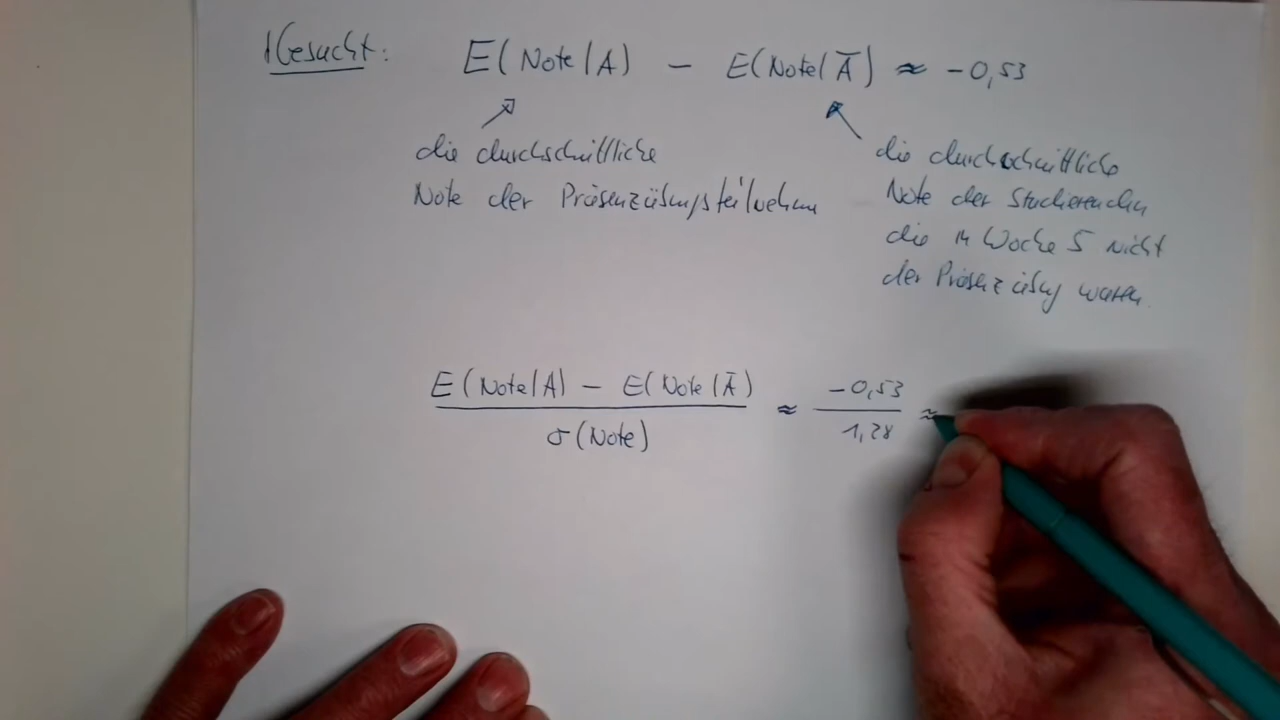 Gesucht: E(Note|A) − E(Note|Ā) ≈ -0,53
die durchschnittliche
Note der Präsenzübungsteilnehmer
die durchschnittliche
Note der Studierenden
die in Woche 5 nicht
der Präsenzübung waren.
E(Note|A) − E(Note|Ā)
σ(Note)
≈
-0,53
1,28
≈